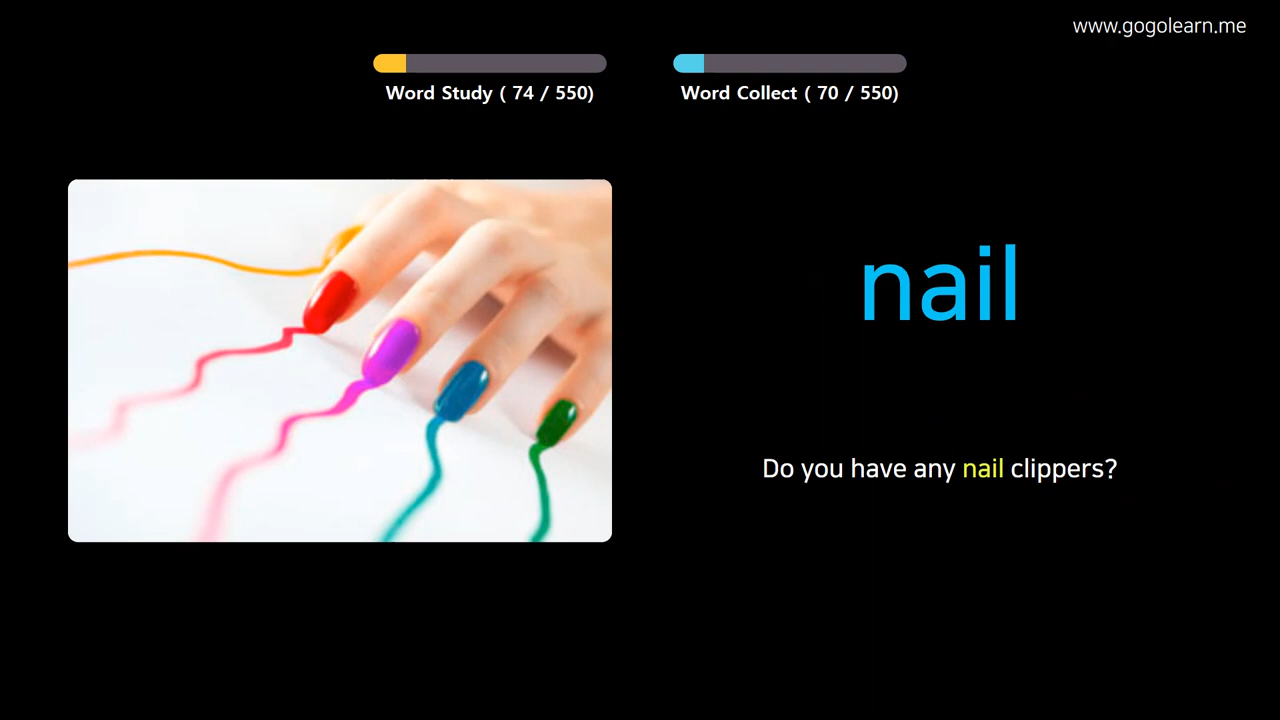 www.gogolearn.me
Word Study ( 74 / 550)
Word Collect ( 70 / 550)
nail
Do you have any nail clippers?